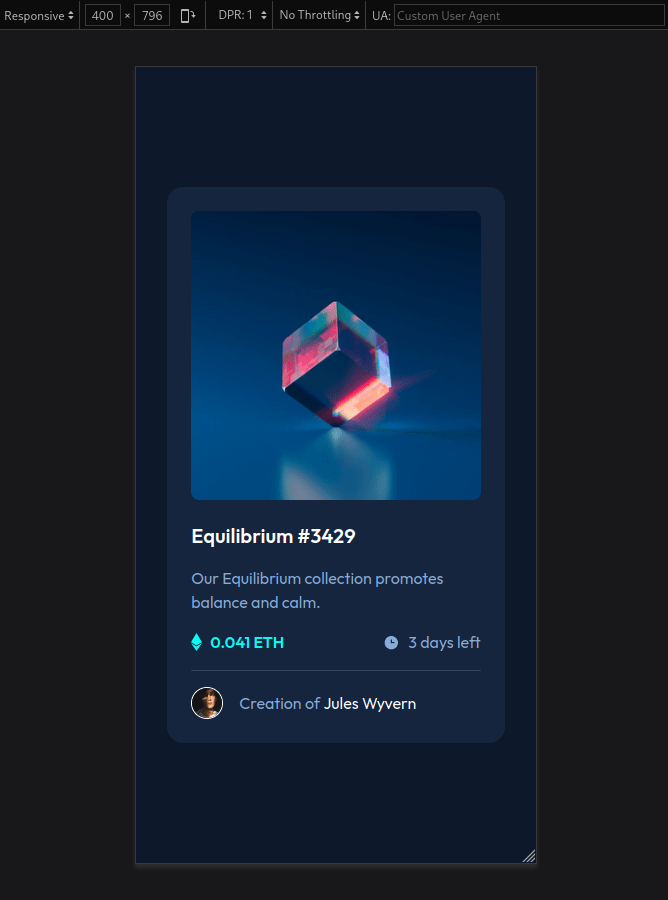 Responsive 400 × 796 DPR: 1 No Throttling UA: Custom User Agent
Equilibrium #3429
Our Equilibrium collection promotes
balance and calm.
0.041 ETH 3 days left
Creation of Jules Wyvern